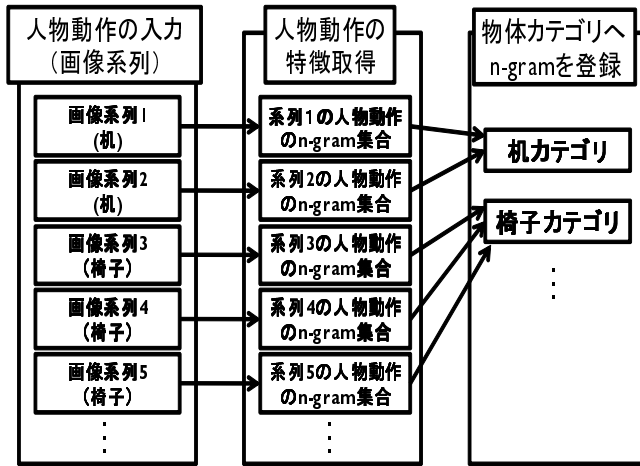 人物動作の入力
（画像系列）
画像系列1
(机)
画像系列2
(机)
画像系列3
（椅子）
画像系列4
（椅子）
画像系列5
（椅子）
人物動作の
特徴取得
系列1の人物動作
のn-gram集合
系列2の人物動作
のn-gram集合
系列3の人物動作
のn-gram集合
系列4の人物動作
のn-gram集合
系列5の人物動作
のn-gram集合
物体カテゴリへ
n-gramを登録
机カテゴリ
椅子カテゴリ